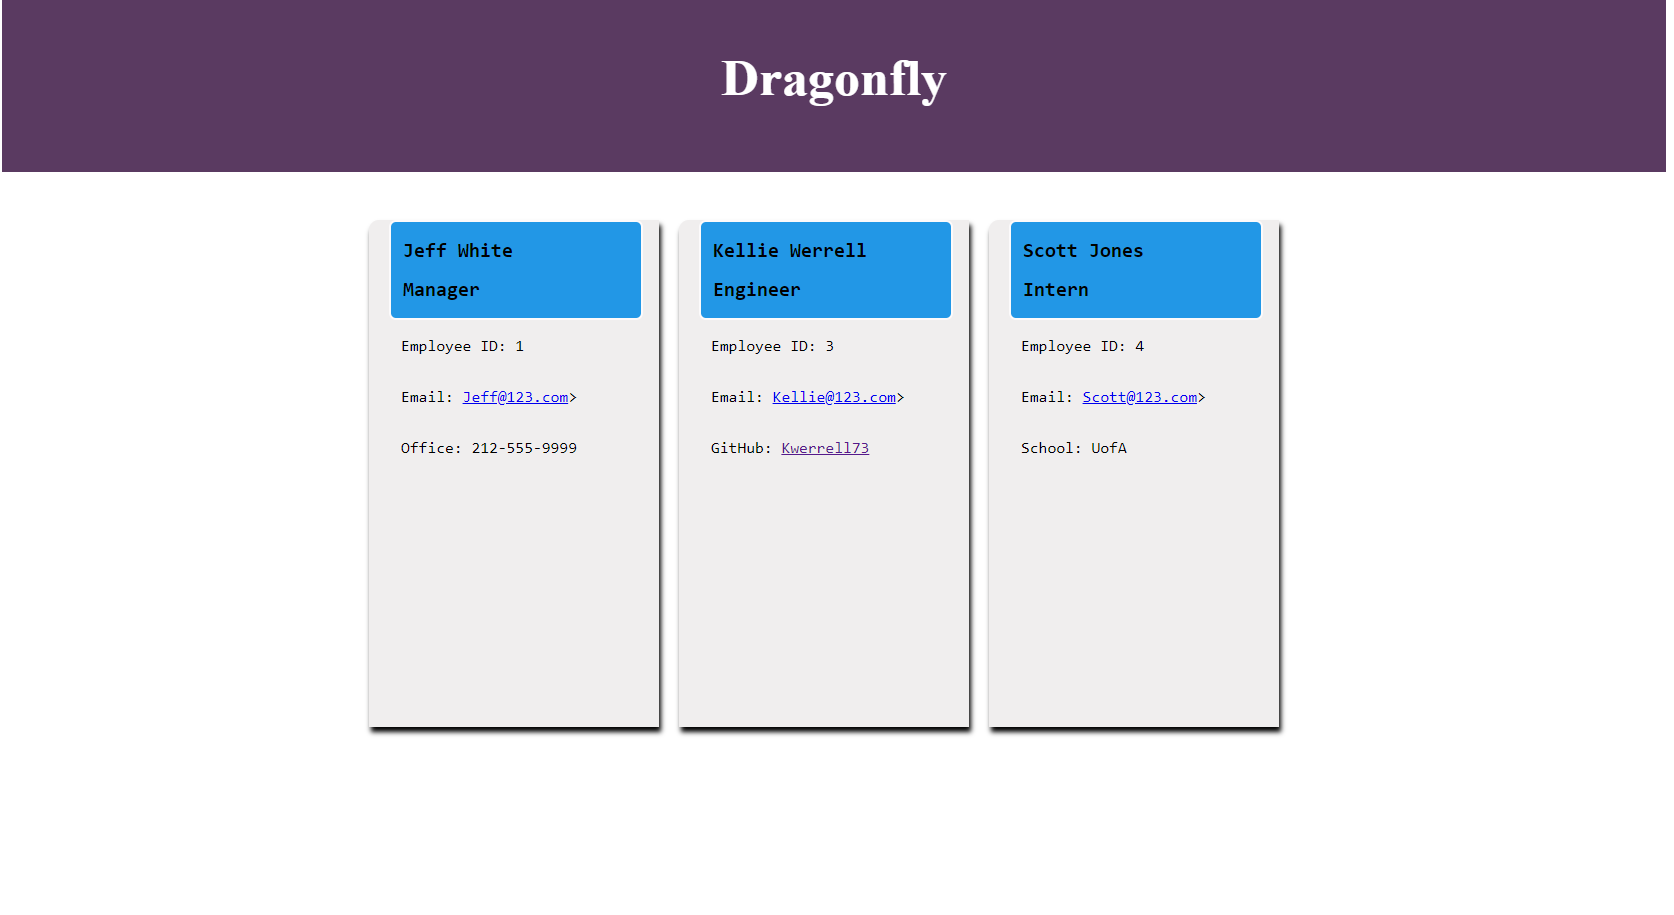 Dragonfly
Jeff White
Manager
Employee ID: 1
Email: Jeff@123.com>
Office: 212-555-9999
Kellie Werrell
Engineer
Employee ID: 3
Email: Kellie@123.com>
GitHub: Kwerrell73
Scott Jones
Intern
Employee ID: 4
Email: Scott@123.com>
School: UofA